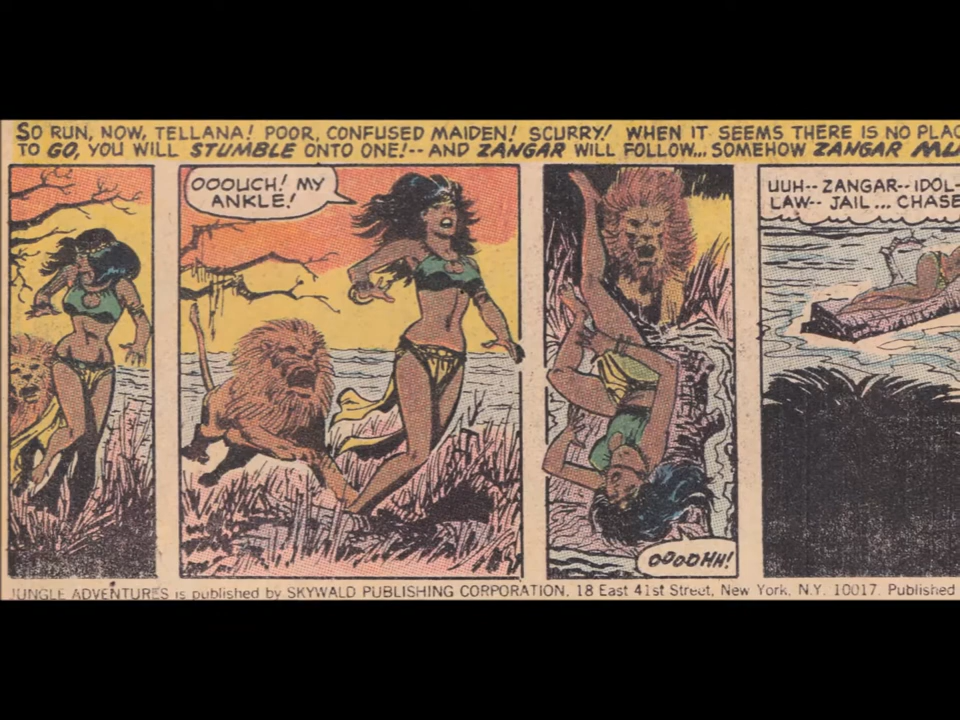 SO RUN, NOW, TELLANA! POOR, CONFUSED MAIDEN! SCURRY! WHEN IT SEEMS THERE IS NO PLAC
TO GO, YOU WILL STUMBLE ONTO ONE!-- AND ZANGAR WILL FOLLOW... SOMEHOW ZANGAR MU
OOOUCH! MY
ANKLE!
UUH-- ZANGAR-- IDOL-
LAW-- JAIL... CHASE
OOOOHH!
JUNGLE ADVENTURES is published by SKYWALD PUBLISHING CORPORATION, 18 East 41st Street, New York, N.Y. 10017. Published